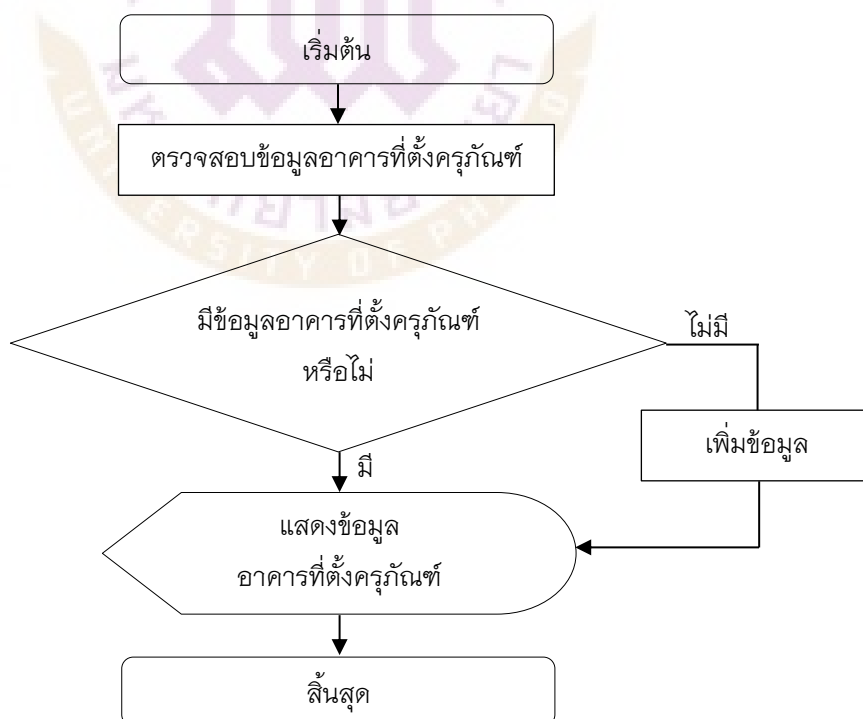 เริ่มต้น
ตรวจสอบข้อมูลอาคารที่ตั้งครุภัณฑ์
มีข้อมูลอาคารที่ตั้งครุภัณฑ์
หรือไม่
ไม่มี
เพิ่มข้อมูล
มี
แสดงข้อมูล
อาคารที่ตั้งครุภัณฑ์
สิ้นสุด